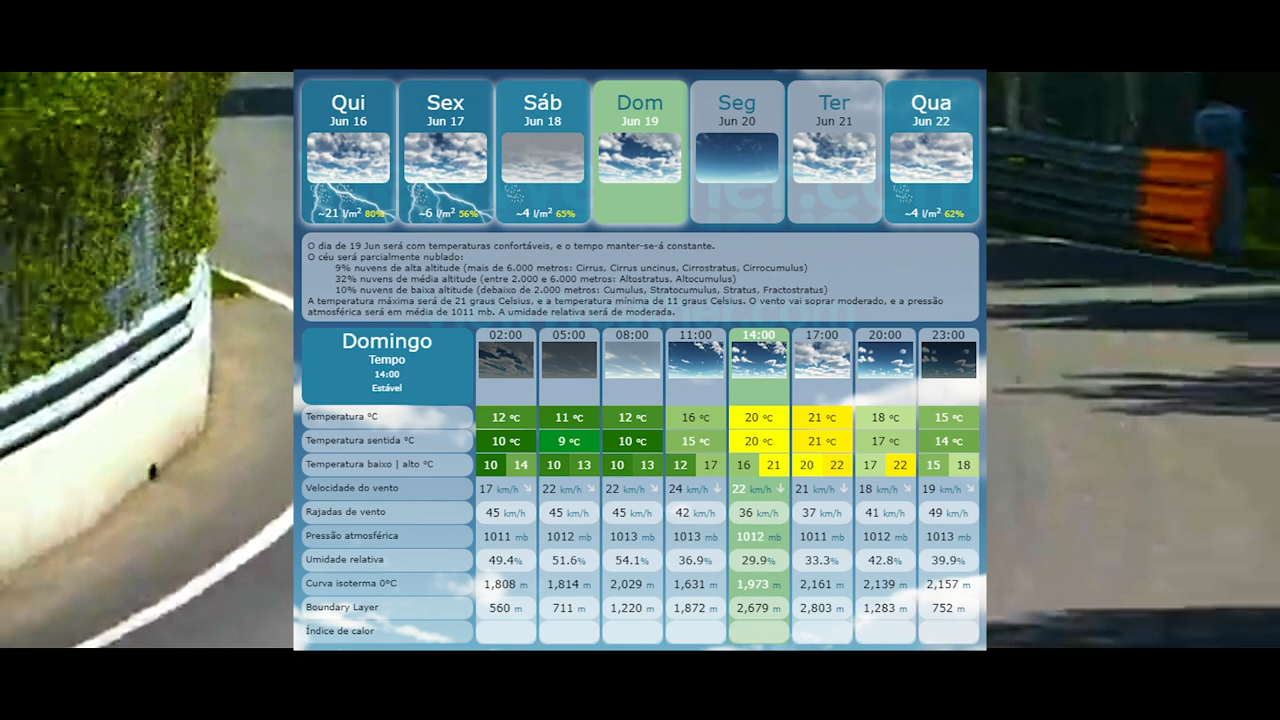 Qui Sex Sáb Dom Seg Ter Qua
Jun 16 Jun 17 Jun 18 Jun 19 Jun 20 Jun 21 Jun 22
~21 l/m² 80% ~6 l/m² 56% ~4 l/m² 65% ~4 l/m² 62%
O dia de 19 Jun será com temperaturas confortáveis, e o tempo manter-se-á constante.
O céu será parcialmente nublado:
9% nuvens de alta altitude (mais de 6.000 metros: Cirrus, Cirrus uncinus, Cirrostratus, Cirrocumulus)
32% nuvens de média altitude (entre 2.000 e 6.000 metros: Altostratus, Altocumulus)
10% nuvens de baixa altitude (debaixo de 2.000 metros: Cumulus, Stratocumulus, Stratus, Fractostratus)
A temperatura máxima será de 21 graus Celsius, e a temperatura mínima de 11 graus Celsius. O vento vai soprar moderado, e a pressão
atmosférica será em média de 1011 mb. A umidade relativa será de moderada.
Domingo 02:00 05:00 08:00 11:00 14:00 17:00 20:00 23:00
Tempo
14:00
Estável
Temperatura °C 12 °C 11 °C 12 °C 16 °C 20 °C 21 °C 18 °C 15 °C
Temperatura sentida °C 10 °C 9 °C 10 °C 15 °C 20 °C 21 °C 17 °C 14 °C
Temperatura baixo | alto °C 10 14 10 13 10 13 12 17 16 21 20 22 17 22 15 18
Velocidade do vento 17 km/h 22 km/h 22 km/h 24 km/h 22 km/h 21 km/h 18 km/h 19 km/h
Rajadas de vento 45 km/h 45 km/h 45 km/h 42 km/h 36 km/h 37 km/h 41 km/h 49 km/h
Pressão atmosférica 1011 mb 1012 mb 1013 mb 1013 mb 1012 mb 1011 mb 1012 mb 1013 mb
Umidade relativa 49.4% 51.6% 54.1% 36.9% 29.9% 33.3% 42.8% 39.9%
Curva isoterma 0°C 1,808 m 1,814 m 2,029 m 1,631 m 1,973 m 2,161 m 2,139 m 2,157 m
Boundary Layer 560 m 711 m 1,220 m 1,872 m 2,679 m 2,803 m 1,283 m 752 m
Índice de calor